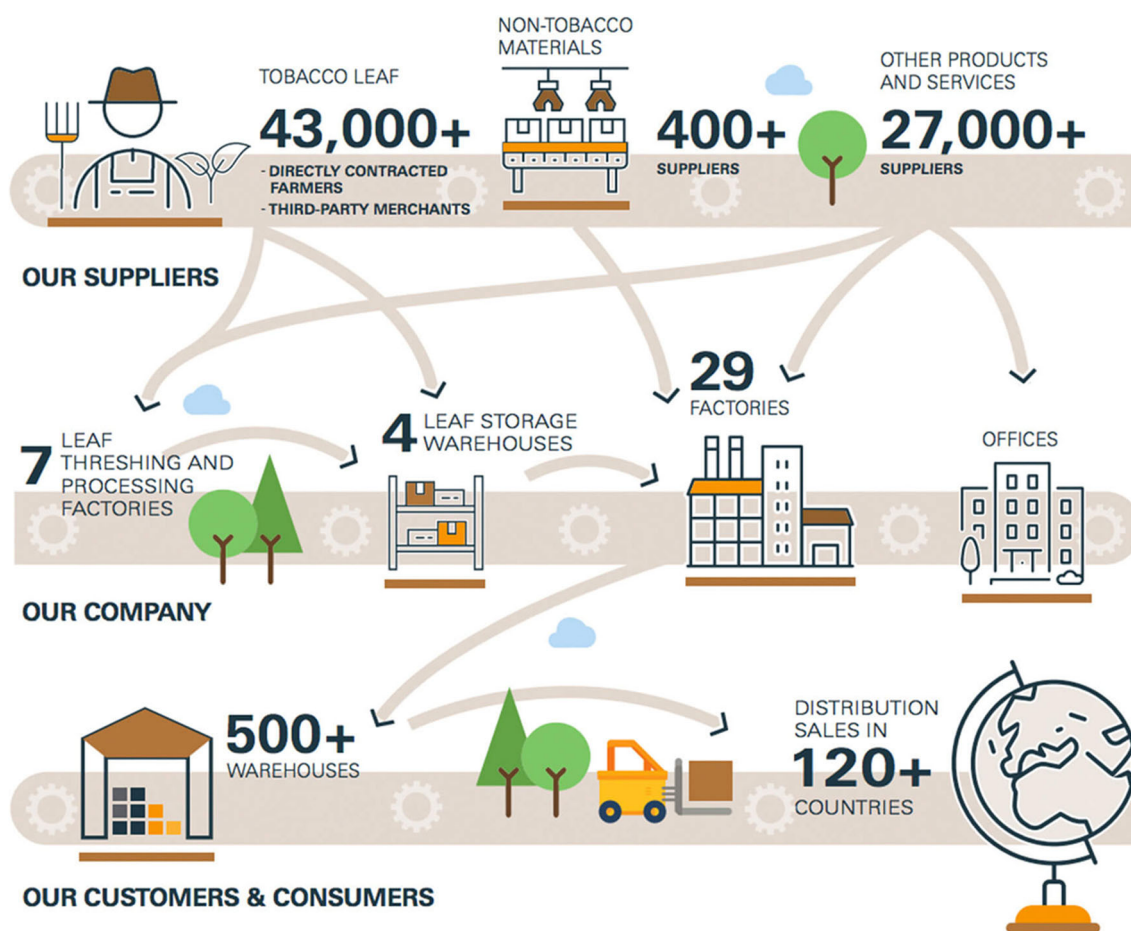 TOBACCO LEAF
43,000+
- DIRECTLY CONTRACTED
FARMERS
- THIRD-PARTY MERCHANTS
NON-TOBACCO
MATERIALS
400+
SUPPLIERS
OTHER PRODUCTS
AND SERVICES
27,000+
SUPPLIERS
OUR SUPPLIERS
7
LEAF
THRESHING AND
PROCESSING
FACTORIES
4
LEAF STORAGE
WAREHOUSES
29
FACTORIES
OFFICES
OUR COMPANY
500+
WAREHOUSES
DISTRIBUTION
SALES IN
120+
COUNTRIES
OUR CUSTOMERS & CONSUMERS